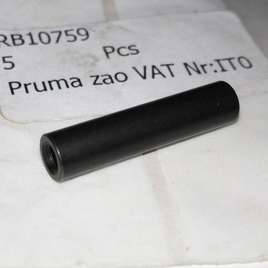 RB10759
5 Pcs
Pruma zao VAT Nr:IT0